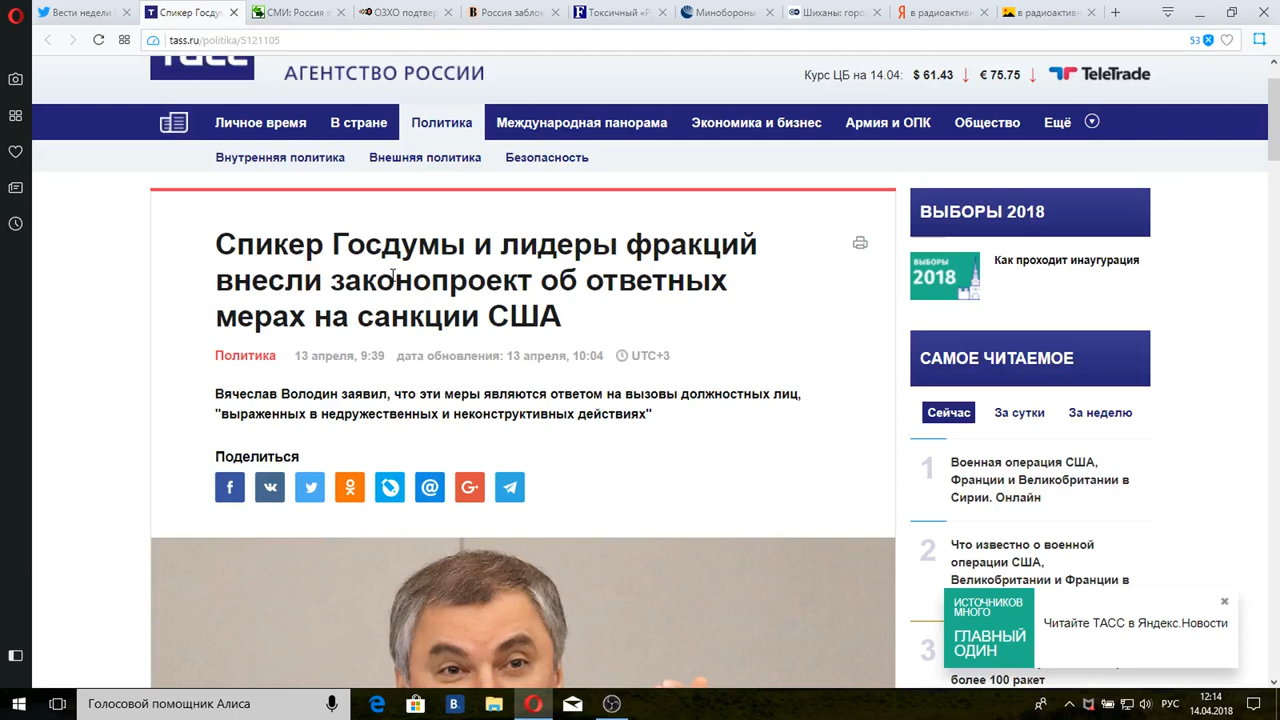 Вести недели
Спикер Госду
СМИ: Россия
ОЗХО подтвер
Россия заблок
Токсичный «Р
Минобороны
Шиханы: про
в радиоактив
в радиоактив
tass.ru/politika/5121105
53
тасс
АГЕНТСТВО РОССИИ
Курс ЦБ на 14.04: $ 61.43 ↓ € 75.75 ↓ TeleTrade
Личное время В стране Политика Международная панорама Экономика и бизнес Армия и ОПК Общество Ещё
Внутренняя политика Внешняя политика Безопасность
Спикер Госдумы и лидеры фракций
внесли законопроект об ответных
мерах на санкции США
Политика 13 апреля, 9:39 дата обновления: 13 апреля, 10:04 UTC+3
Вячеслав Володин заявил, что эти меры являются ответом на вызовы должностных лиц,
"выраженных в недружественных и неконструктивных действиях"
Поделиться
ВЫБОРЫ 2018
ВЫБОРЫ
2018
Как проходит инаугурация
САМОЕ ЧИТАЕМОЕ
Сейчас За сутки За неделю
1
Военная операция США,
Франции и Великобритании в
Сирии. Онлайн
2
Что известно о военной
операции США,
Великобритании и Франции в
3
более 100 ракет
ИСТОЧНИКОВ
МНОГО
ГЛАВНЫЙ
ОДИН
Читайте ТАСС в Яндекс.Новости
Голосовой помощник Алиса
РУС
12:14
14.04.2018